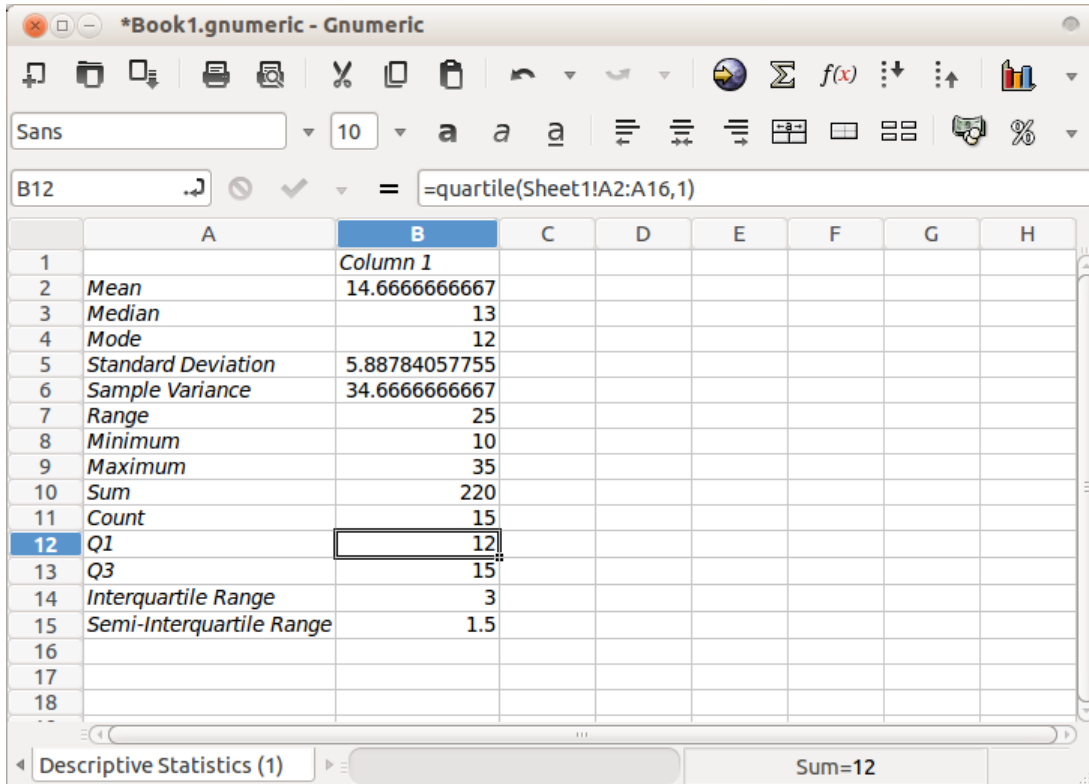 *Book1.gnumeric - Gnumeric
f(x)
Sans 10 a a a %
B12 = =quartile(Sheet1!A2:A16,1)
A B C D E F G H
1 Column 1
2 Mean 14.6666666667
3 Median 13
4 Mode 12
5 Standard Deviation 5.88784057755
6 Sample Variance 34.6666666667
7 Range 25
8 Minimum 10
9 Maximum 35
10 Sum 220
11 Count 15
12 Q1 12
13 Q3 15
14 Interquartile Range 3
15 Semi-Interquartile Range 1.5
16
17
18
Descriptive Statistics (1) Sum=12